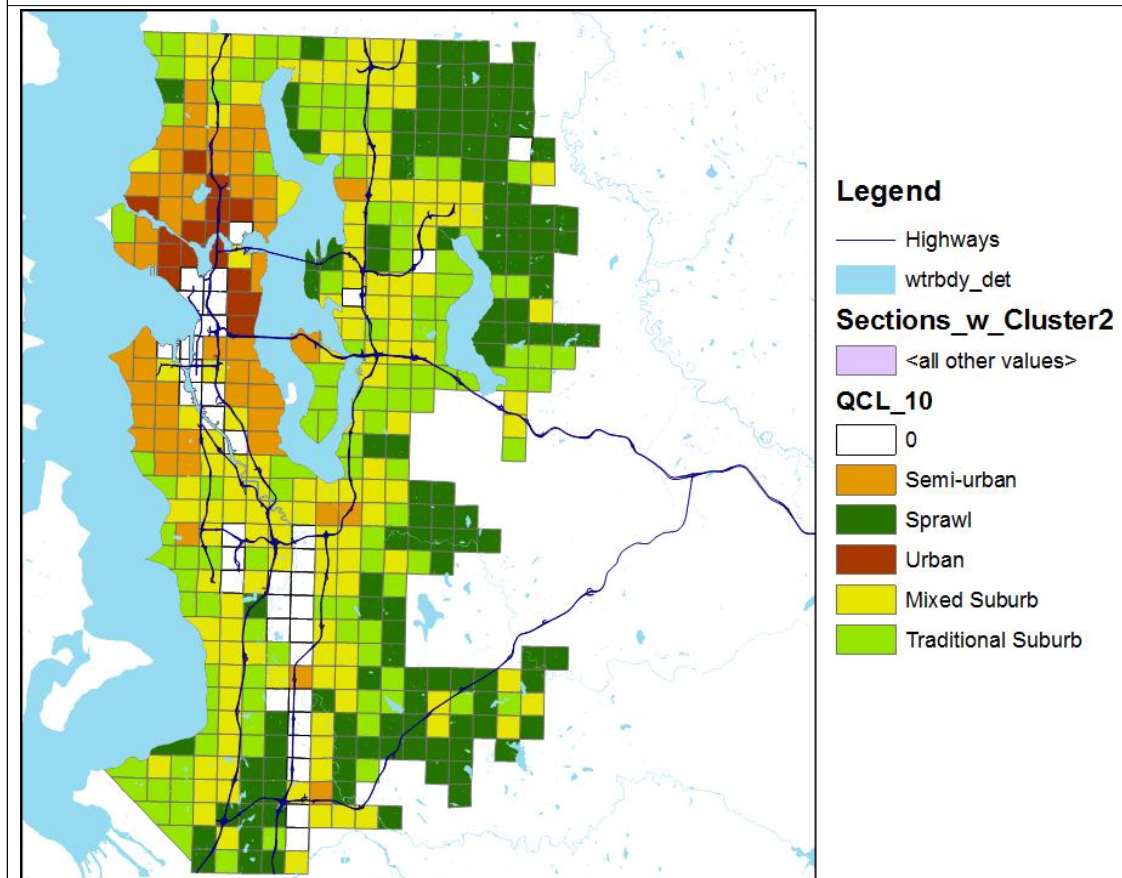 Legend
Highways
wtrbdy_det
Sections_w_Cluster2
<all other values>
QCL_10
0
Semi-urban
Sprawl
Urban
Mixed Suburb
Traditional Suburb